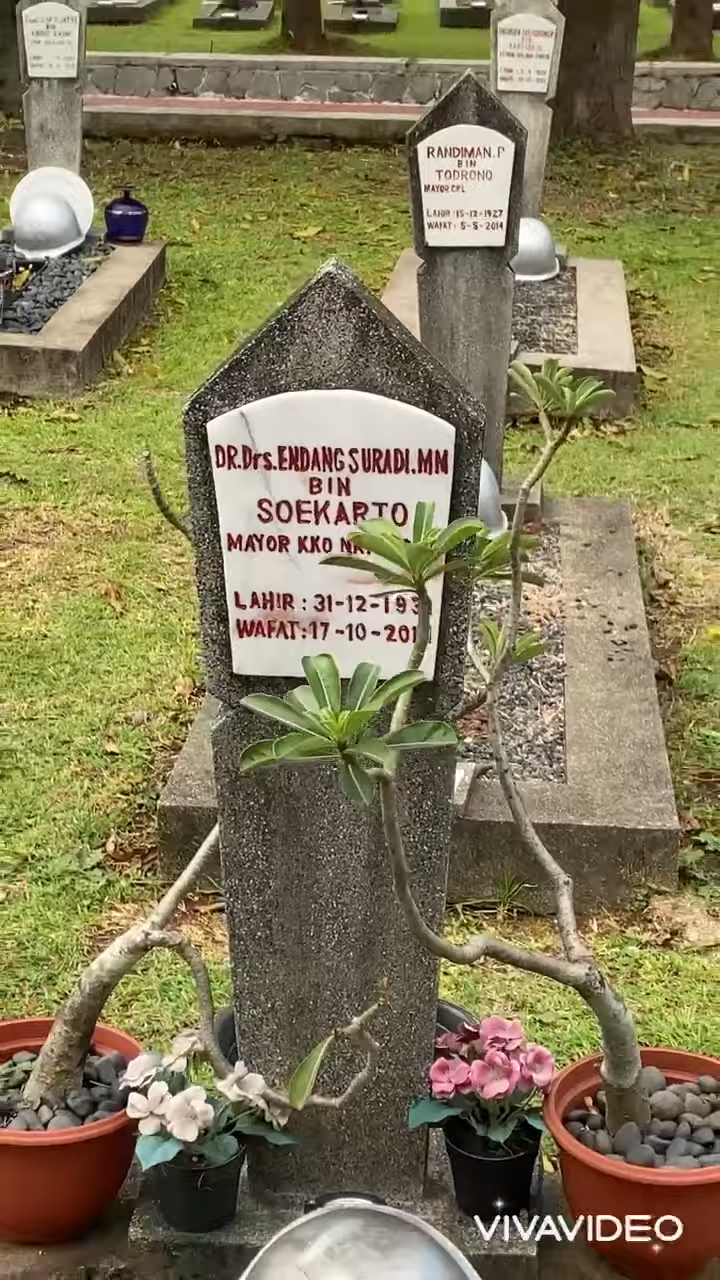 RANDIMAN.P
BIN
TODRONO
MAYOR CPL
LAHIR : 15-12-1927
WAFAT : 5-5-2014
DR.Drs.ENDANG SURADI.MM
BIN
SOEKARTO
MAYOR KKO
LAHIR : 31-12-193
WAFAT:17-10-201
VIVAVIDEO